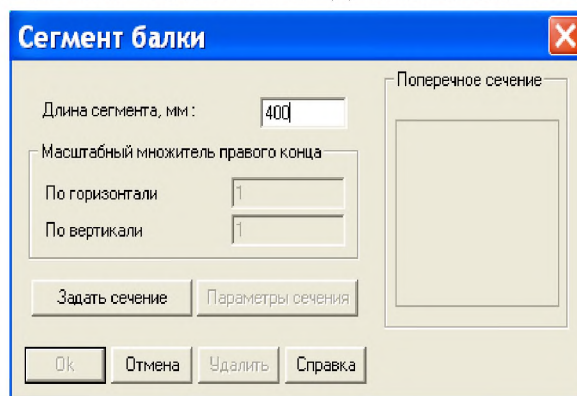 Сегмент балки
Поперечное сечение
Длина сегмента, мм :
400
Масштабный множитель правого конца
По горизонтали
1
По вертикали
1
Задать сечение
Параметры сечения
Ok
Отмена
Удалить
Справка